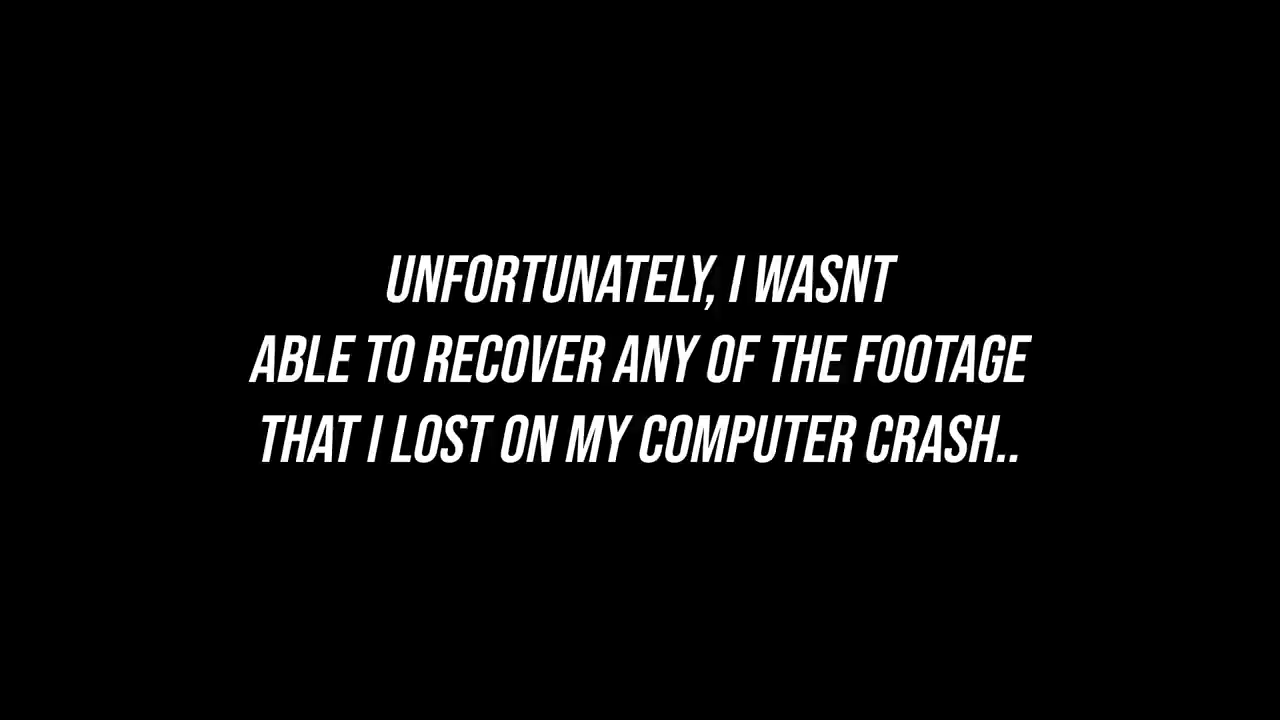 UNFORTUNATELY, I WASNT
ABLE TO RECOVER ANY OF THE FOOTAGE
THAT I LOST ON MY COMPUTER CRASH..